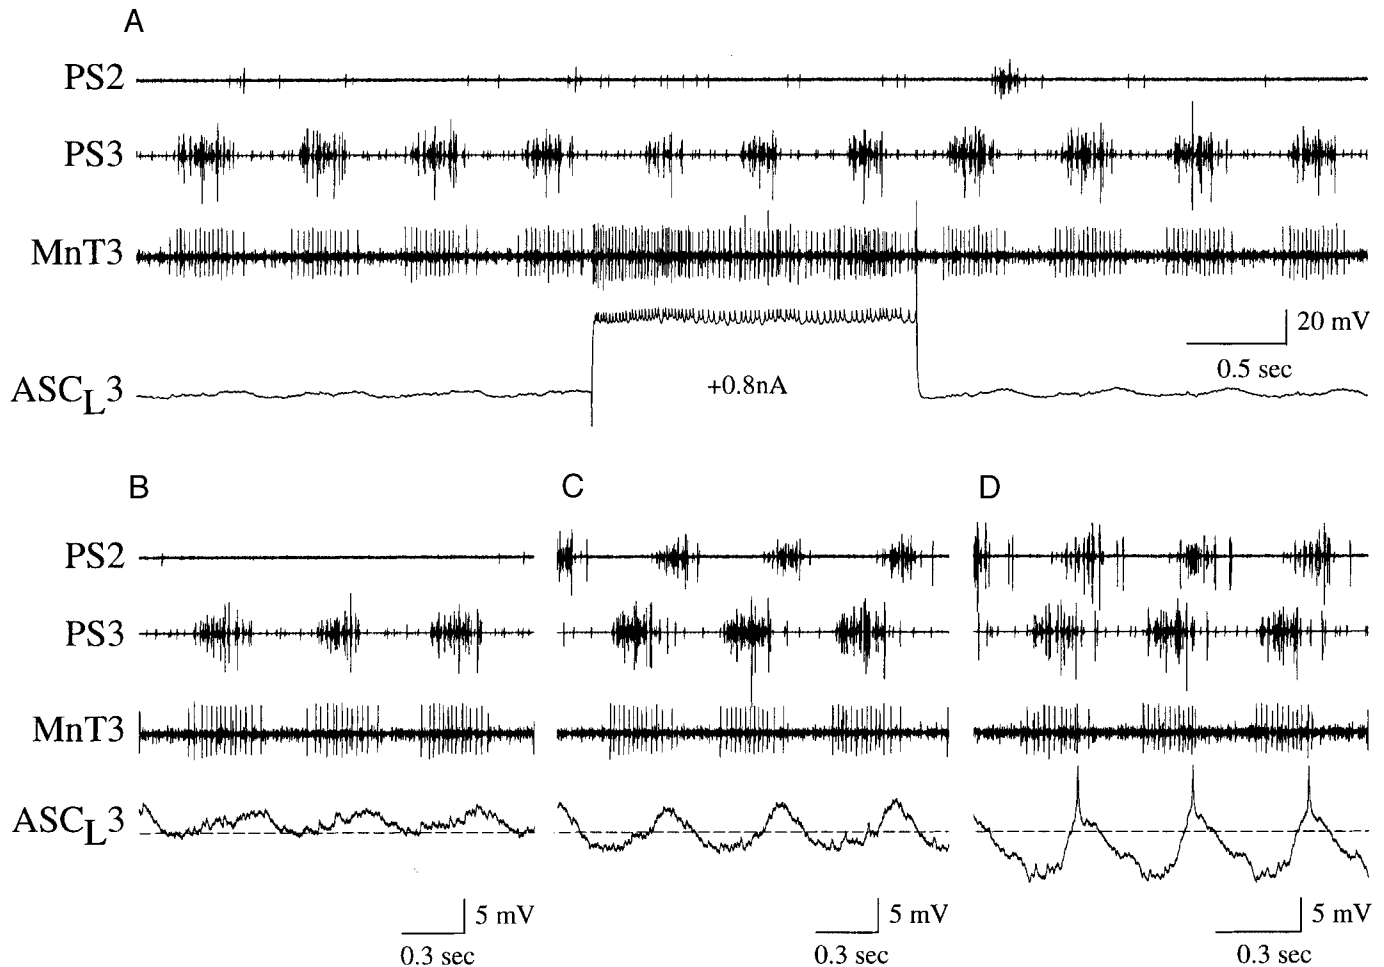 A
PS2
PS3
MnT3
20 mV
0.5 sec
ASCL3
+0.8nA
B
C
D
PS2
PS3
MnT3
ASCL3
5 mV
0.3 sec
5 mV
0.3 sec
5 mV
0.3 sec